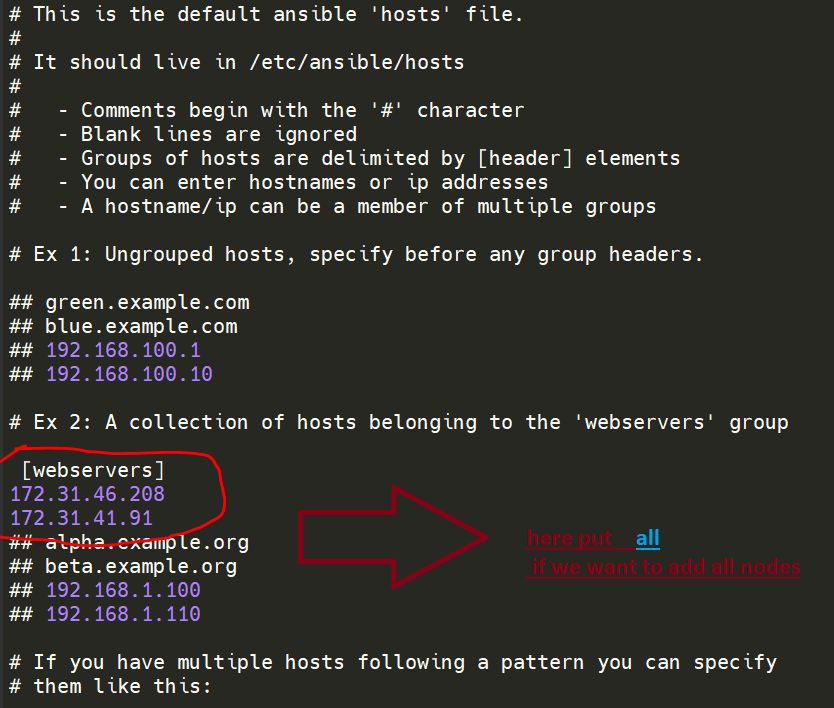 # This is the default ansible 'hosts' file.
#
# It should live in /etc/ansible/hosts
#
#   - Comments begin with the '#' character
#   - Blank lines are ignored
#   - Groups of hosts are delimited by [header] elements
#   - You can enter hostnames or ip addresses
#   - A hostname/ip can be a member of multiple groups
# Ex 1: Ungrouped hosts, specify before any group headers.
## green.example.com
## blue.example.com
## 192.168.100.1
## 192.168.100.10
# Ex 2: A collection of hosts belonging to the 'webservers' group
[webservers]
172.31.46.208
172.31.41.91
## alpha.example.org
## beta.example.org
## 192.168.1.100
## 192.168.1.110
here put all
if we want to add all nodes
# If you have multiple hosts following a pattern you can specify
# them like this: